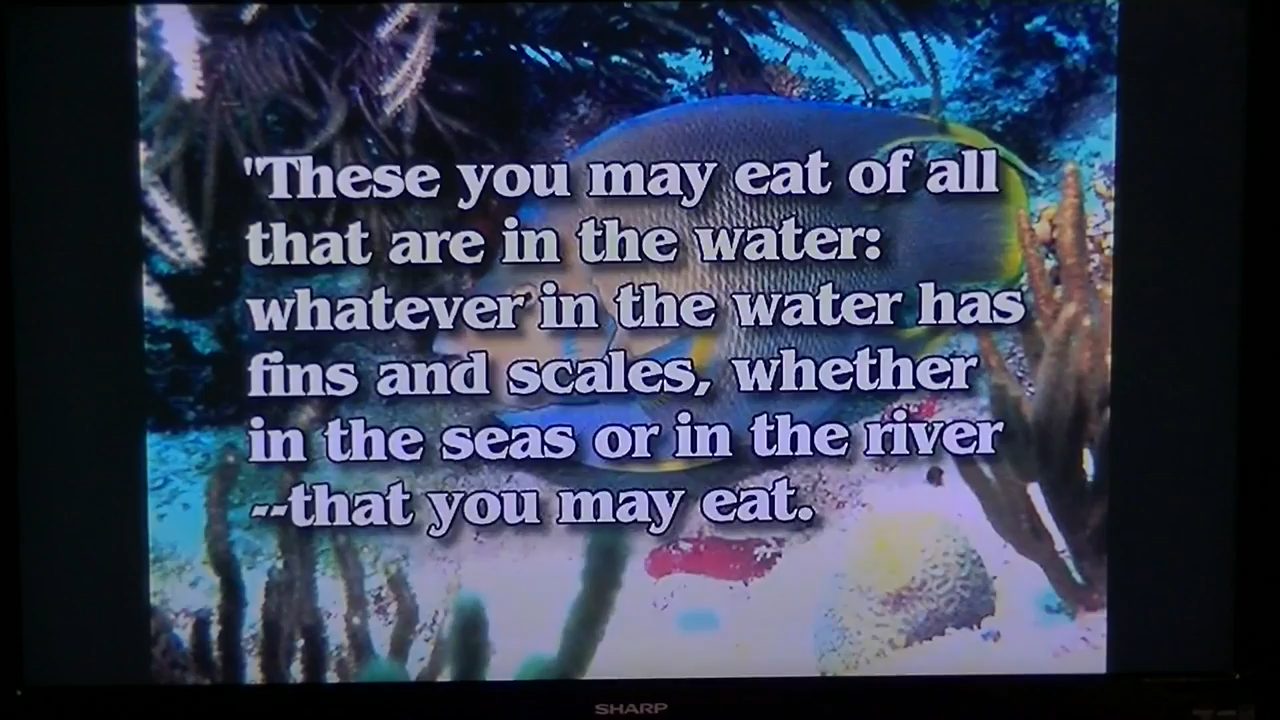 "These you may eat of all
that are in the water:
whatever in the water has
fins and scales, whether
in the seas or in the river
--that you may eat.
SHARP